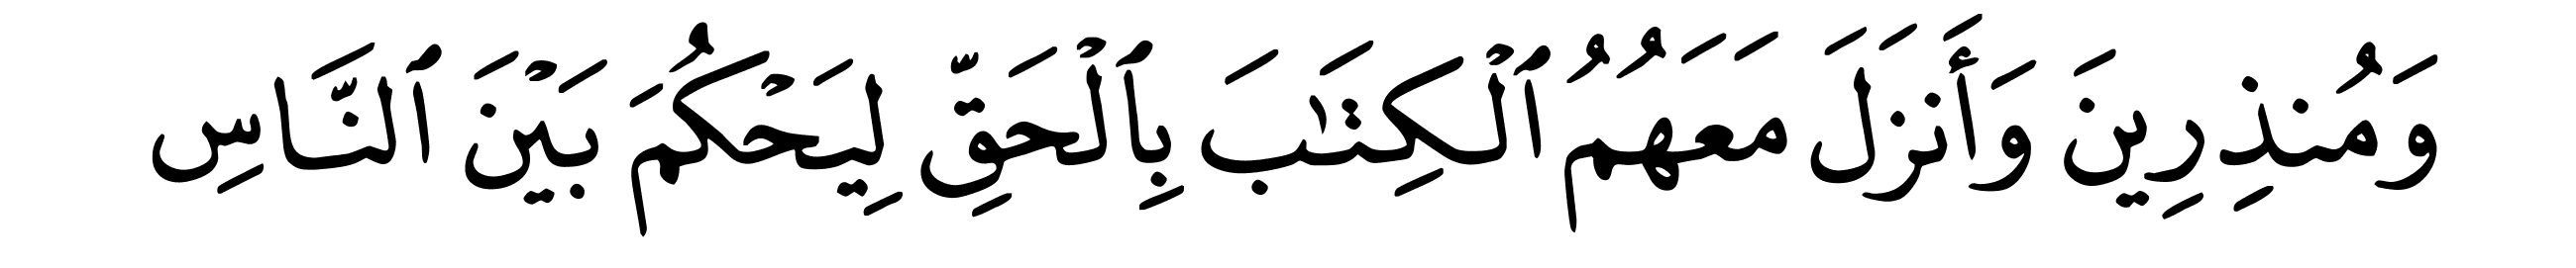 وَمُنذِرِينَ وَأَنزَلَ مَعَهُمُ ٱلْكِتَٰبَ بِٱلْحَقِّ لِيَحْكُمَ بَيْنَ ٱلنَّاسِ